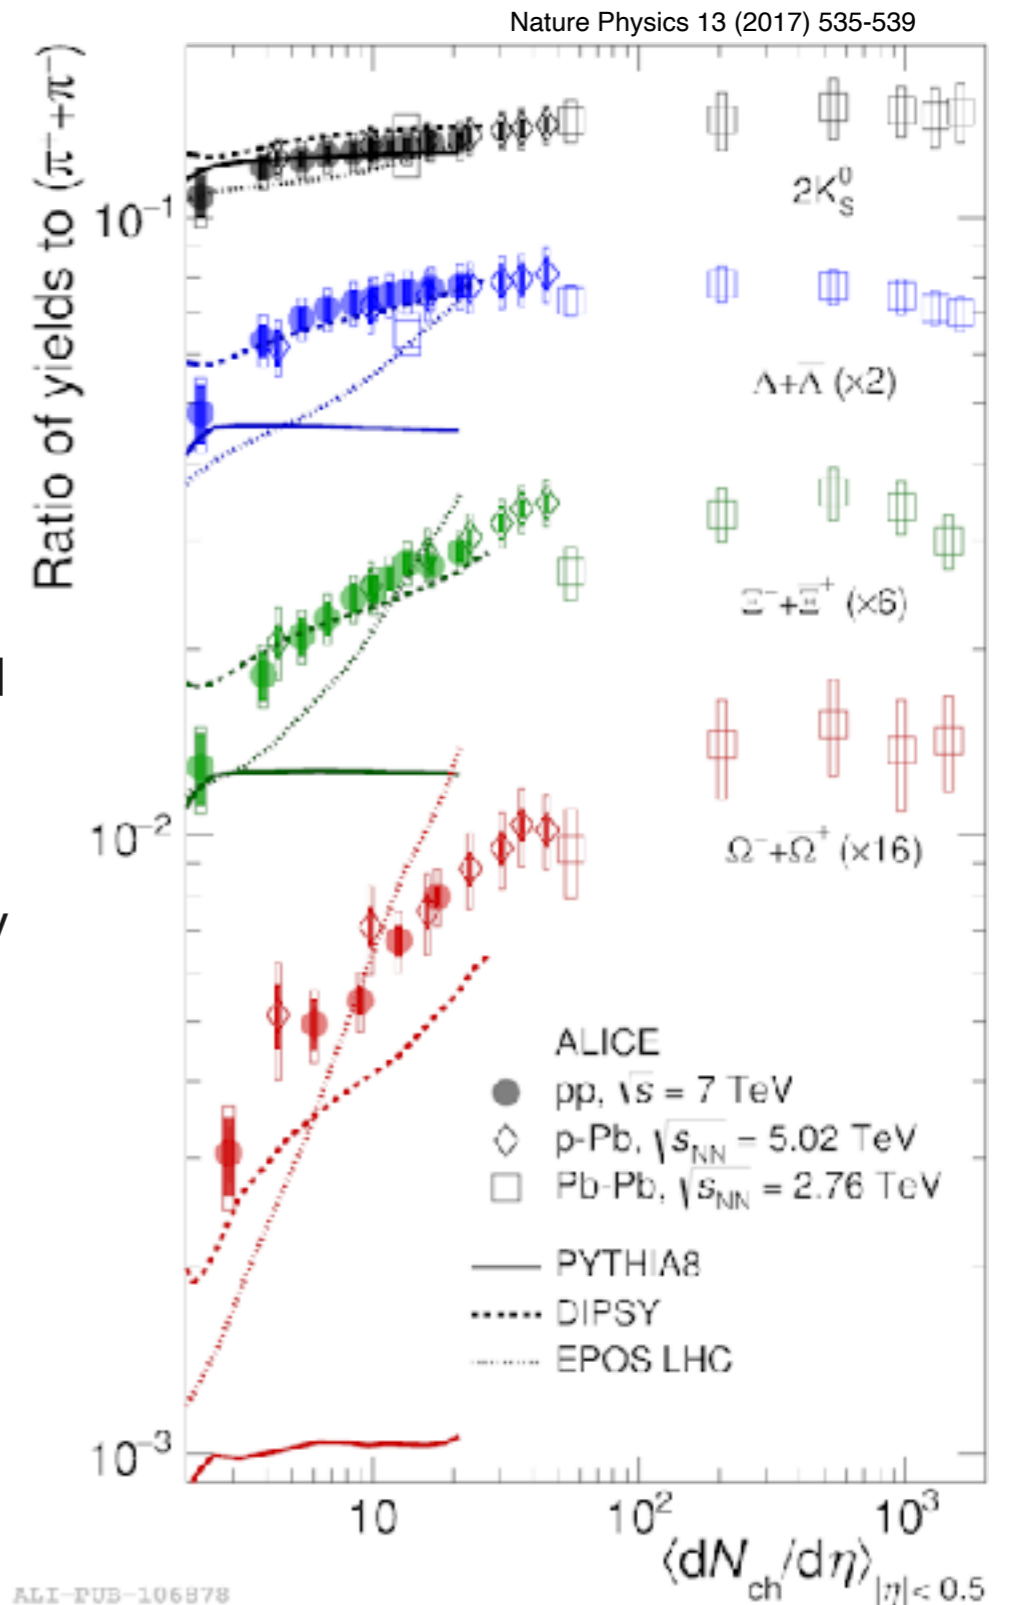 Nature Physics 13 (2017) 535-539
Ratio of yields to (π⁻+π⁻)
10⁻¹
10⁻²
10⁻³
2K⁰S
Λ+Λ̅ (×2)
Ξ⁻+Ξ̅⁺ (×6)
Ω⁻+Ω̅⁺ (×16)
ALICE
pp, √s = 7 TeV
p-Pb, √sNN = 5.02 TeV
Pb-Pb, √sNN = 2.76 TeV
PYTHIA8
DIPSY
EPOS LHC
10
10²
10³
⟨dNch/dη⟩|η|< 0.5
ALI-PUB-106878